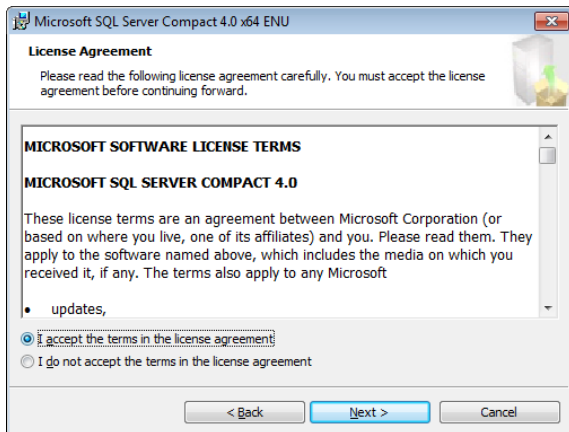 Microsoft SQL Server Compact 4.0 x64 ENU
License Agreement
Please read the following license agreement carefully. You must accept the license
agreement before continuing forward.
MICROSOFT SOFTWARE LICENSE TERMS
MICROSOFT SQL SERVER COMPACT 4.0
These license terms are an agreement between Microsoft Corporation (or
based on where you live, one of its affiliates) and you. Please read them. They
apply to the software named above, which includes the media on which you
received it, if any. The terms also apply to any Microsoft
• updates,
I accept the terms in the license agreement
I do not accept the terms in the license agreement
< Back Next > Cancel